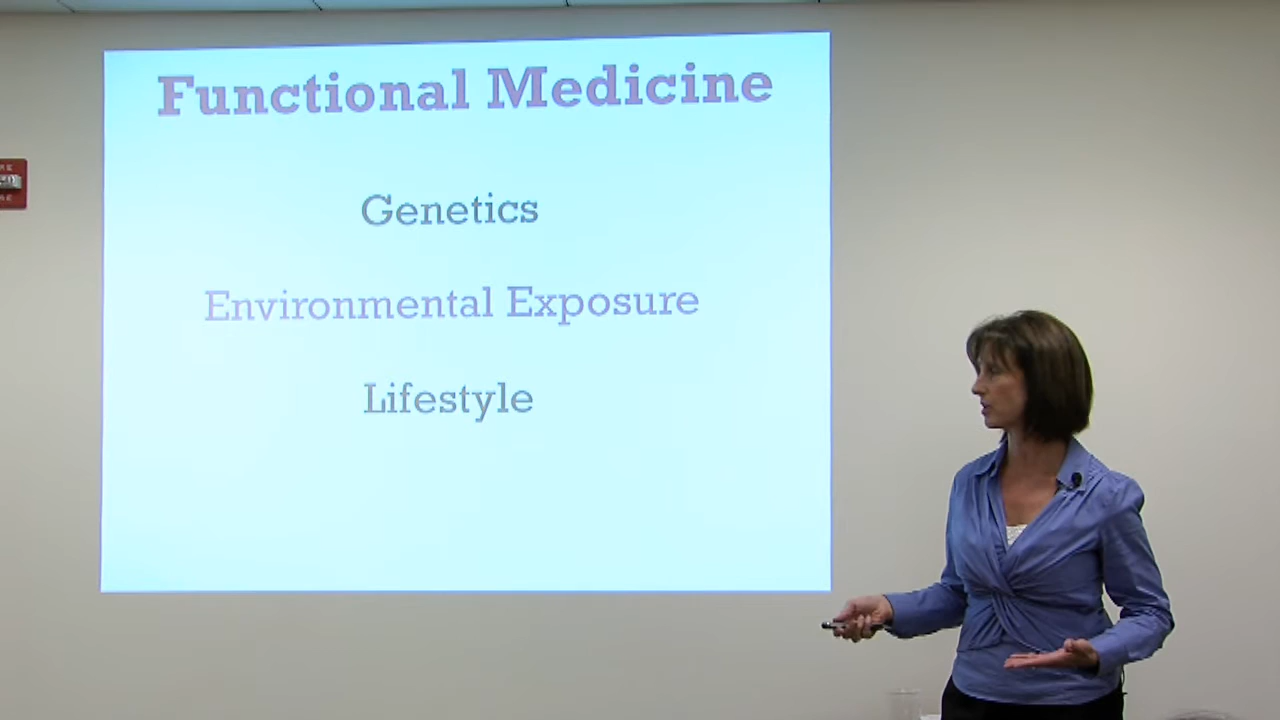 Functional Medicine
Genetics
Environmental Exposure
Lifestyle